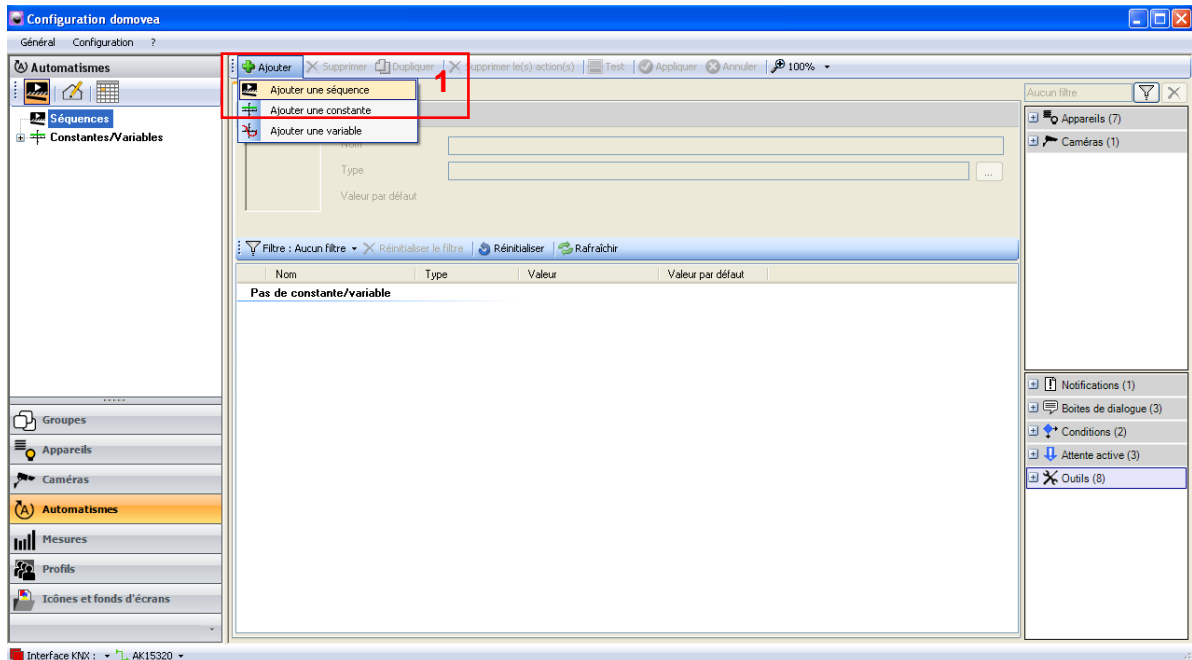 Configuration domovea
Général Configuration ?
Automatismes
Ajouter Supprimer Dupliquer Supprimer le(s) action(s) Test Appliquer Annuler 100%
1
Ajouter une séquence
Ajouter une constante
Ajouter une variable
Séquences
Constantes/Variables
Nom
Type
...
Valeur par défaut
Filtre : Aucun filtre Réinitialiser le filtre Réinitialiser Rafraîchir
Nom Type Valeur Valeur par défaut
Pas de constante/variable
Aucun filtre
Appareils (7)
Caméras (1)
Notifications (1)
Boites de dialogue (3)
Conditions (2)
Attente active (3)
Outils (8)
Groupes
Appareils
Caméras
Automatismes
Mesures
Profils
Icônes et fonds d'écrans
Interface KNX : AK15320